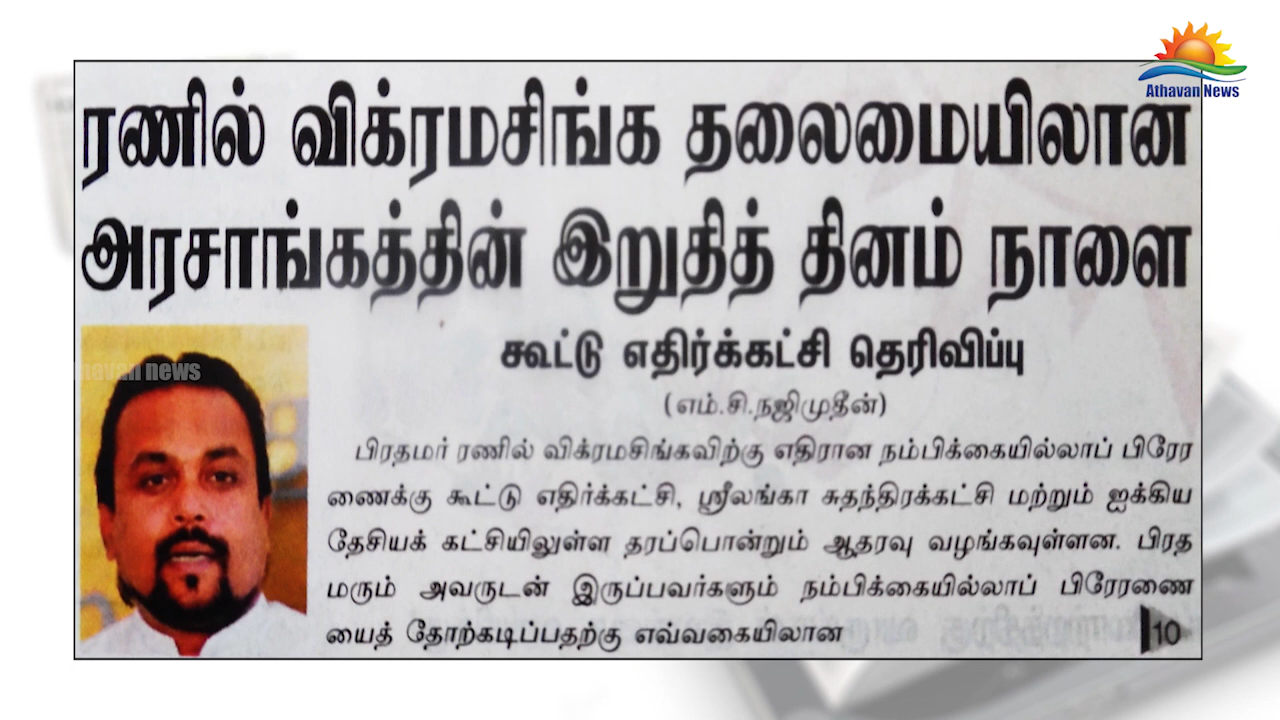 Athavan News
ரணில் விக்ரமசிங்க தலைமையிலான
அரசாங்கத்தின் இறுதித் தினம் நாளை
கூட்டு எதிர்க்கட்சி தெரிவிப்பு
(எம்.சி.நஜிமுதீன்)
பிரதமர் ரணில் விக்ரமசிங்கவிற்கு எதிரான நம்பிக்கையில்லாப் பிரேர
ணைக்கு கூட்டு எதிர்க்கட்சி, ஸ்ரீலங்கா சுதந்திரக்கட்சி மற்றும் ஐக்கிய
தேசியக் கட்சியிலுள்ள தரப்பொன்றும் ஆதரவு வழங்கவுள்ளன. பிரத
மரும் அவருடன் இருப்பவர்களும் நம்பிக்கையில்லாப் பிரேரணை
யைத் தோற்கடிப்பதற்கு எவ்வகையிலான
10
news